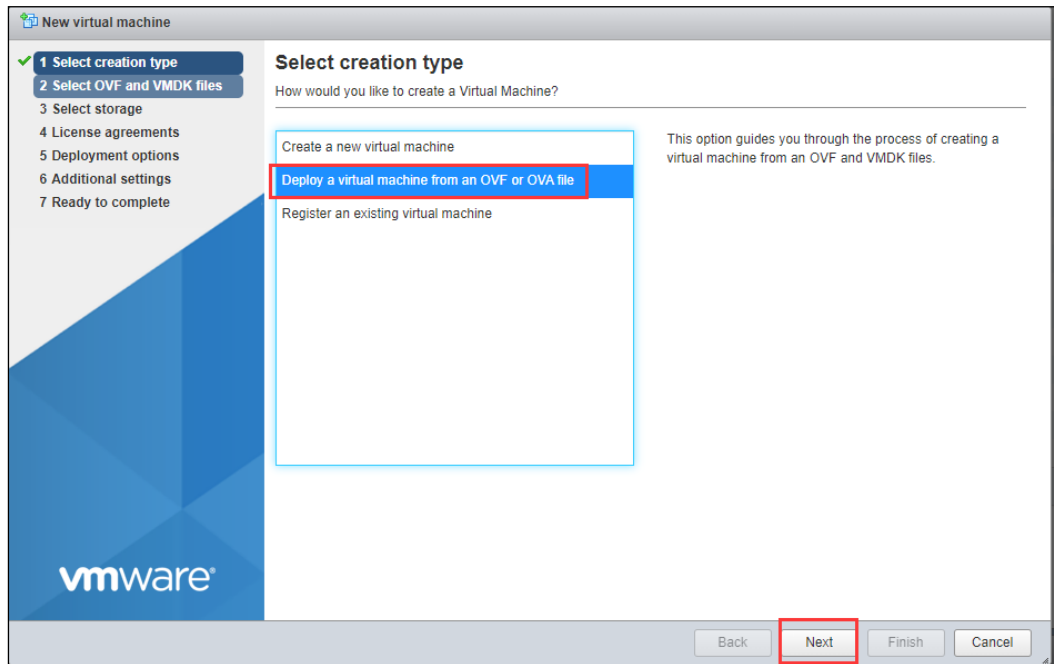 New virtual machine
1 Select creation type
2 Select OVF and VMDK files
3 Select storage
4 License agreements
5 Deployment options
6 Additional settings
7 Ready to complete
Select creation type
How would you like to create a Virtual Machine?
Create a new virtual machine
Deploy a virtual machine from an OVF or OVA file
Register an existing virtual machine
This option guides you through the process of creating a
virtual machine from an OVF and VMDK files.
vmware®
Back Next Finish Cancel